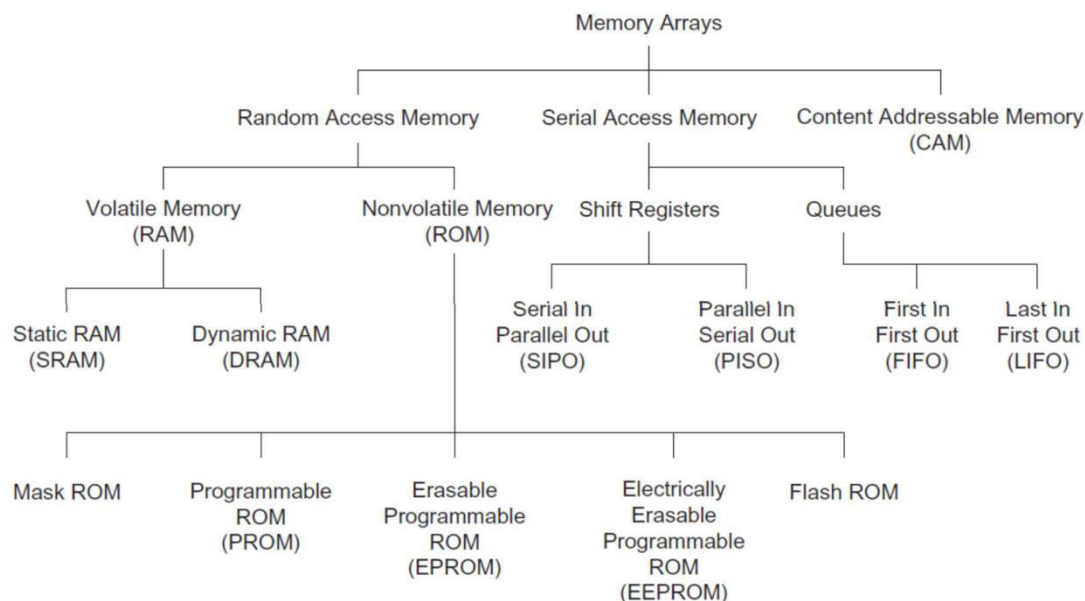 Memory Arrays
Random Access Memory
Serial Access Memory
Content Addressable Memory
(CAM)
Volatile Memory
(RAM)
Nonvolatile Memory
(ROM)
Shift Registers
Queues
Static RAM
(SRAM)
Dynamic RAM
(DRAM)
Serial In
Parallel Out
(SIPO)
Parallel In
Serial Out
(PISO)
First In
First Out
(FIFO)
Last In
First Out
(LIFO)
Mask ROM
Programmable
ROM
(PROM)
Erasable
Programmable
ROM
(EPROM)
Electrically
Erasable
Programmable
ROM
(EEPROM)
Flash ROM